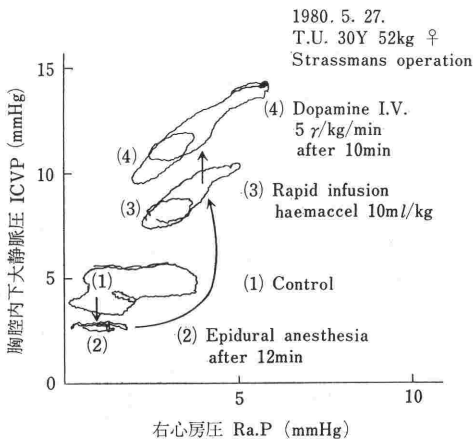 1980. 5. 27.
T.U. 30Y 52kg ♀
Strassmans operation
胸腔内下大静脈圧 ICVP (mmHg)
15
10
5
0
(4)
(3)
(1)
(2)
(4) Dopamine I.V.
5 γ/kg/min
after 10min
(3) Rapid infusion
haemaccel 10ml/kg
(1) Control
(2) Epidural anesthesia
after 12min
5
10
右心房圧 Ra.P (mmHg)